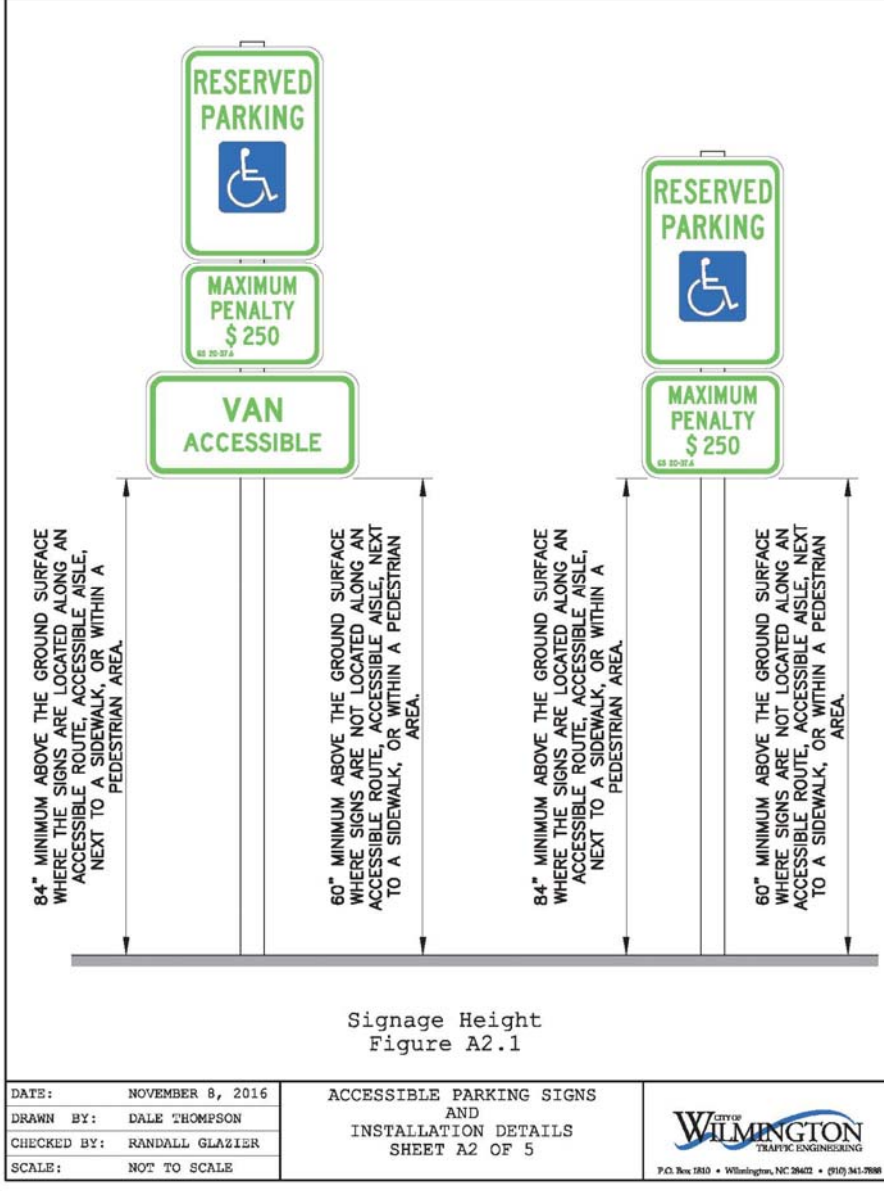 RESERVED
PARKING
MAXIMUM
PENALTY
$ 250
GS 20-37.6
VAN
ACCESSIBLE
RESERVED
PARKING
MAXIMUM
PENALTY
$ 250
GS 20-37.6
84" MINIMUM ABOVE THE GROUND SURFACE
WHERE THE SIGNS ARE LOCATED ALONG AN
ACCESSIBLE ROUTE, ACCESSIBLE AISLE,
NEXT TO A SIDEWALK, OR WITHIN A
PEDESTRIAN AREA.
60" MINIMUM ABOVE THE GROUND SURFACE
WHERE SIGNS ARE NOT LOCATED ALONG AN
ACCESSIBLE ROUTE, ACCESSIBLE AISLE, NEXT
TO A SIDEWALK, OR WITHIN A PEDESTRIAN
AREA.
84" MINIMUM ABOVE THE GROUND SURFACE
WHERE THE SIGNS ARE LOCATED ALONG AN
ACCESSIBLE ROUTE, ACCESSIBLE AISLE,
NEXT TO A SIDEWALK, OR WITHIN A
PEDESTRIAN AREA.
60" MINIMUM ABOVE THE GROUND SURFACE
WHERE SIGNS ARE NOT LOCATED ALONG AN
ACCESSIBLE ROUTE, ACCESSIBLE AISLE, NEXT
TO A SIDEWALK, OR WITHIN A PEDESTRIAN
AREA.
Signage Height
Figure A2.1
DATE: NOVEMBER 8, 2016
DRAWN BY: DALE THOMPSON
CHECKED BY: RANDALL GLAZIER
SCALE: NOT TO SCALE
ACCESSIBLE PARKING SIGNS
AND
INSTALLATION DETAILS
SHEET A2 OF 5
CITY OF
WILMINGTON
TRAFFIC ENGINEERING
P.O. Box 1810 • Wilmington, NC 28402 • (910) 341-7888